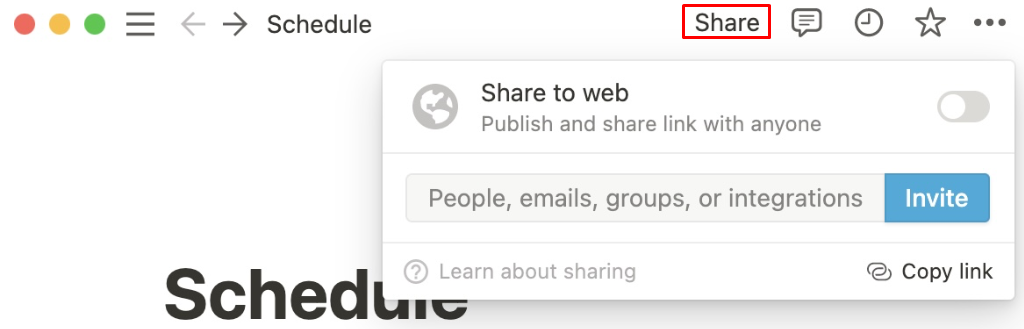 Schedule
Share
Share to web
Publish and share link with anyone
People, emails, groups, or integrations
Invite
Learn about sharing
Copy link
Schedule